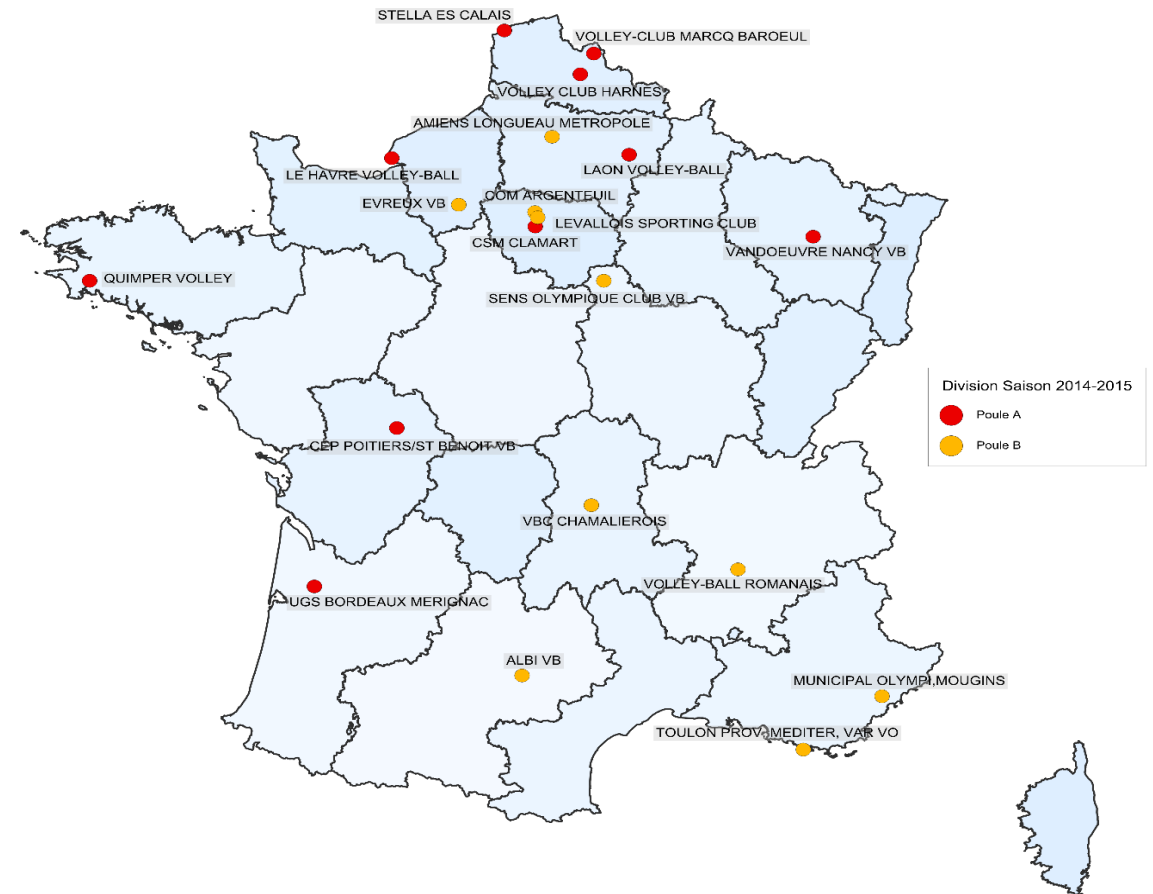 STELLA ES CALAIS
VOLLEY-CLUB MARCQ BAROEUL
VOLLEY CLUB HARNES
AMIENS LONGUEAU METROPOLE
LE HAVRE VOLLEY-BALL
LAON VOLLEY-BALL
EVREUX VB
COM ARGENTEUIL
LEVALLOIS SPORTING CLUB
CSM CLAMART
VANDOEUVRE NANCY VB
QUIMPER VOLLEY
SENS OLYMPIQUE CLUB VB
Division Saison 2014-2015
Poule A
Poule B
CEP POITIERS/ST BENOIT VB
VBC CHAMALIEROIS
VOLLEY-BALL ROMANAIS
UGS BORDEAUX MERIGNAC
ALBI VB
MUNICIPAL OLYMPI,MOUGINS
TOULON PROV, MEDITER, VAR VO